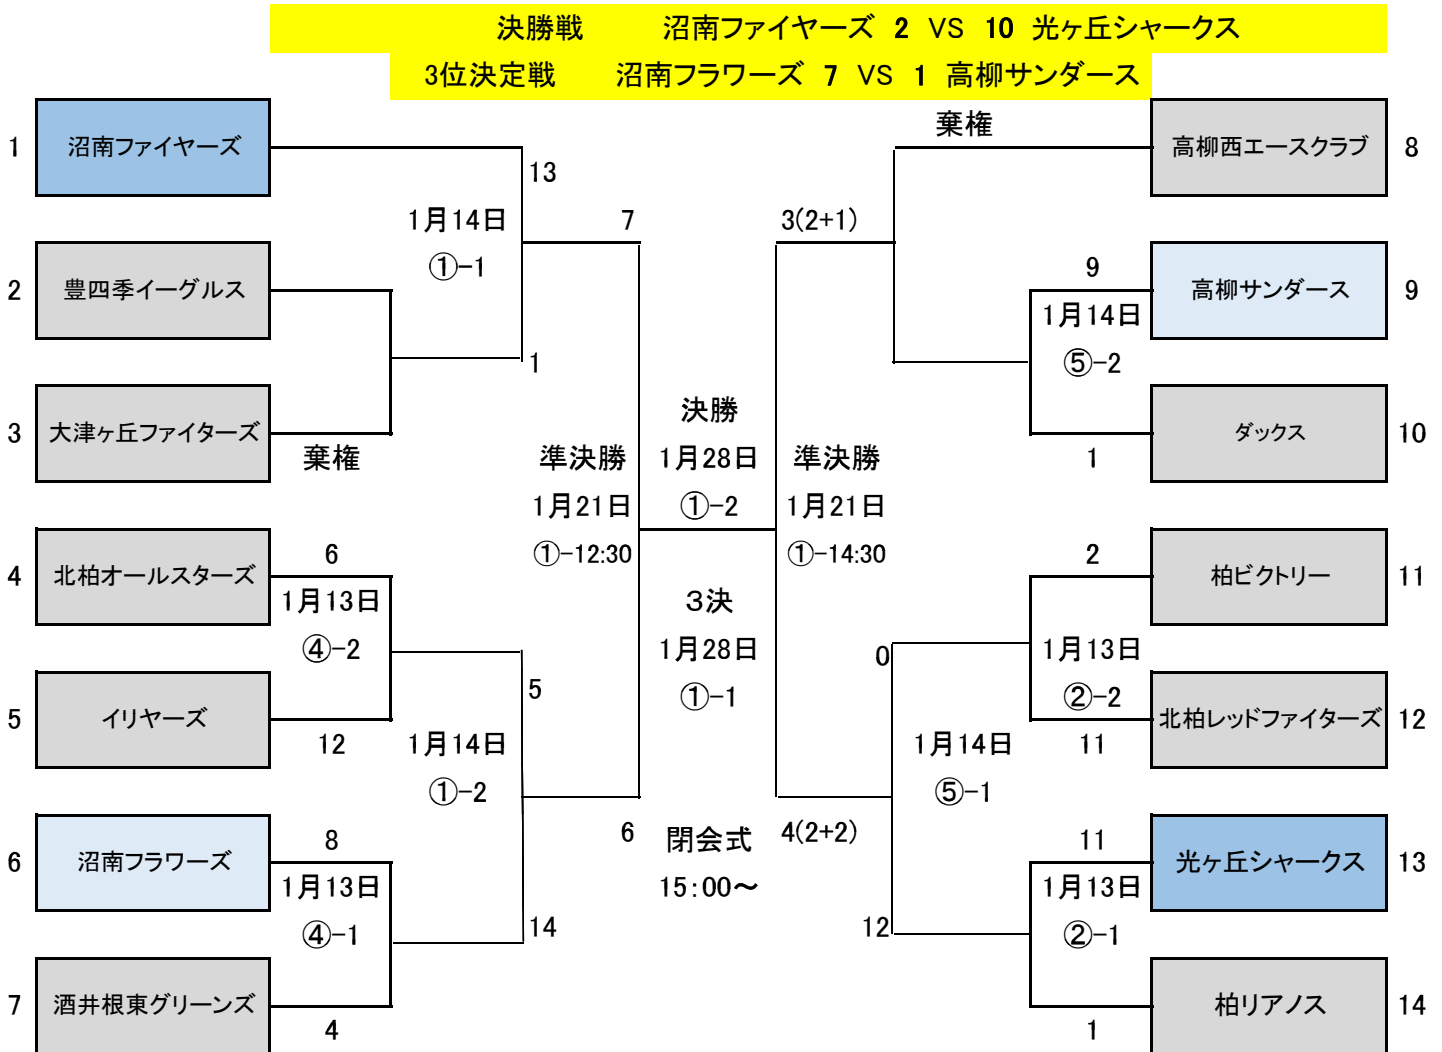 決勝戦 沼南ファイヤーズ 2 VS 10 光ヶ丘シャークス
3位決定戦 沼南フラワーズ 7 VS 1 高柳サンダース
1 沼南ファイヤーズ
13
1月14日
①-1
7
2 豊四季イーグルス
1
3 大津ヶ丘ファイターズ
棄権
準決勝
1月21日
①-12:30
4 北柏オールスターズ
6
1月13日
④-2
5 イリヤーズ
12
5
1月14日
①-2
6
6 沼南フラワーズ
8
1月13日
④-1
14
7 酒井根東グリーンズ
4
決勝
1月28日
①-2
3決
1月28日
①-1
閉会式
15:00~
棄権
高柳西エースクラブ 8
3(2+1)
9
高柳サンダース 9
1月14日
⑤-2
ダックス 10
1
準決勝
1月21日
①-14:30
2
柏ビクトリー 11
1月13日
②-2
北柏レッドファイターズ 12
11
0
1月14日
⑤-1
4(2+2)
11
光ヶ丘シャークス 13
1月13日
②-1
12
柏リアノス 14
1